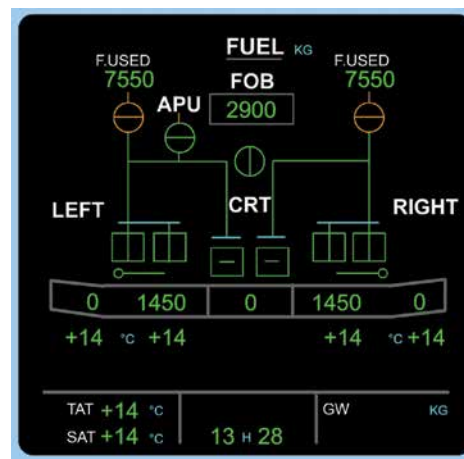 FUEL KG
F.USED F.USED
7550 FOB 7550
APU 2900
LEFT CRT RIGHT
0 1450 0 1450 0
+14 °C +14 +14 °C +14
TAT +14 °C GW KG
SAT +14 °C 13 H 28